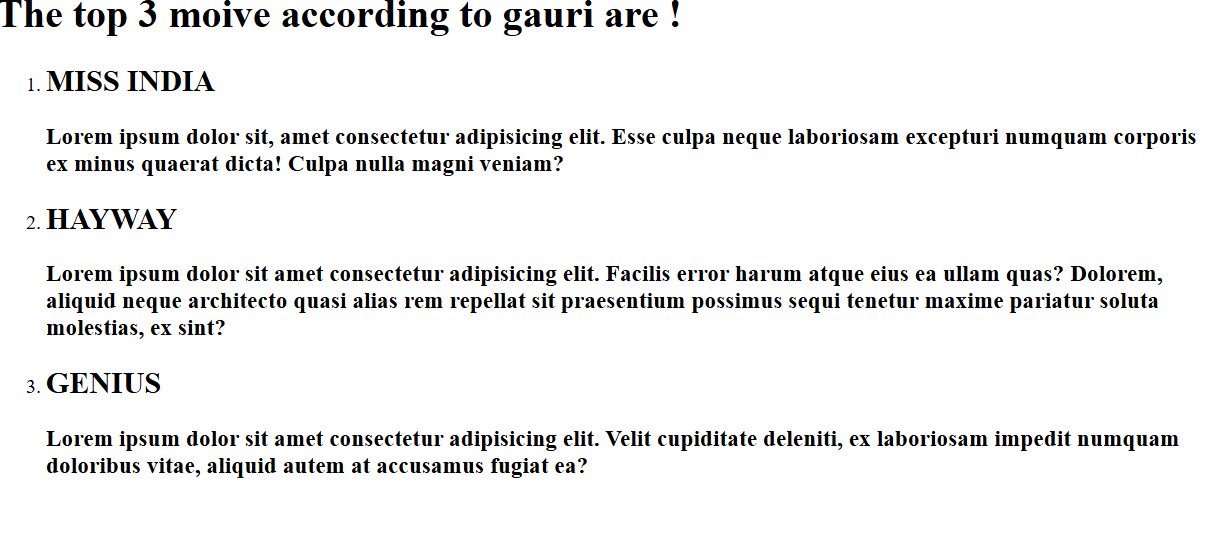 The top 3 moive according to gauri are !
1. MISS INDIA
Lorem ipsum dolor sit, amet consectetur adipisicing elit. Esse culpa neque laboriosam excepturi numquam corporis
ex minus quaerat dicta! Culpa nulla magni veniam?
2. HAYWAY
Lorem ipsum dolor sit amet consectetur adipisicing elit. Facilis error harum atque eius ea ullam quas? Dolorem,
aliquid neque architecto quasi alias rem repellat sit praesentium possimus sequi tenetur maxime pariatur soluta
molestias, ex sint?
3. GENIUS
Lorem ipsum dolor sit amet consectetur adipisicing elit. Velit cupiditate deleniti, ex laboriosam impedit numquam
doloribus vitae, aliquid autem at accusamus fugiat ea?